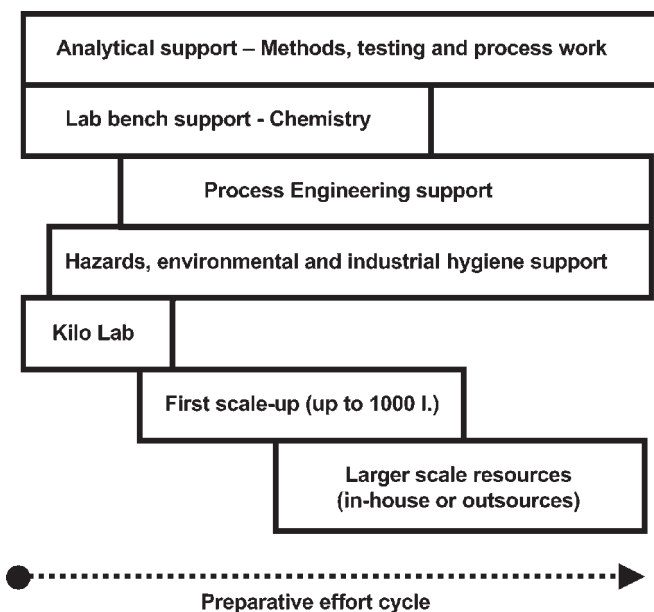 Analytical support – Methods, testing and process work
Lab bench support - Chemistry
Process Engineering support
Hazards, environmental and industrial hygiene support
Kilo Lab
First scale-up (up to 1000 l.)
Larger scale resources
(in-house or outsources)
Preparative effort cycle